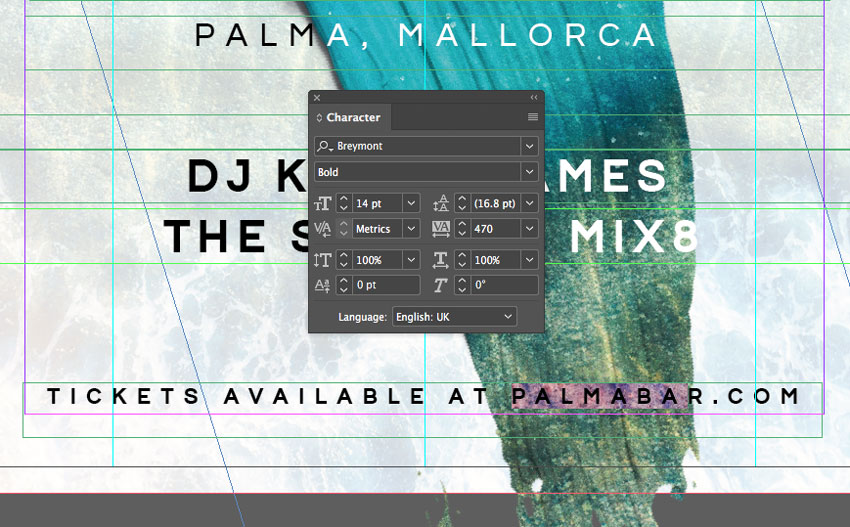 PALMA, MALLORCA
Character
Breymont
Bold
14 pt (16.8 pt)
Metrics 470
100% 100%
0 pt 0°
Language: English: UK
DJ K AMES
THE S MIX8
TICKETS AVAILABLE AT PALMABAR.COM